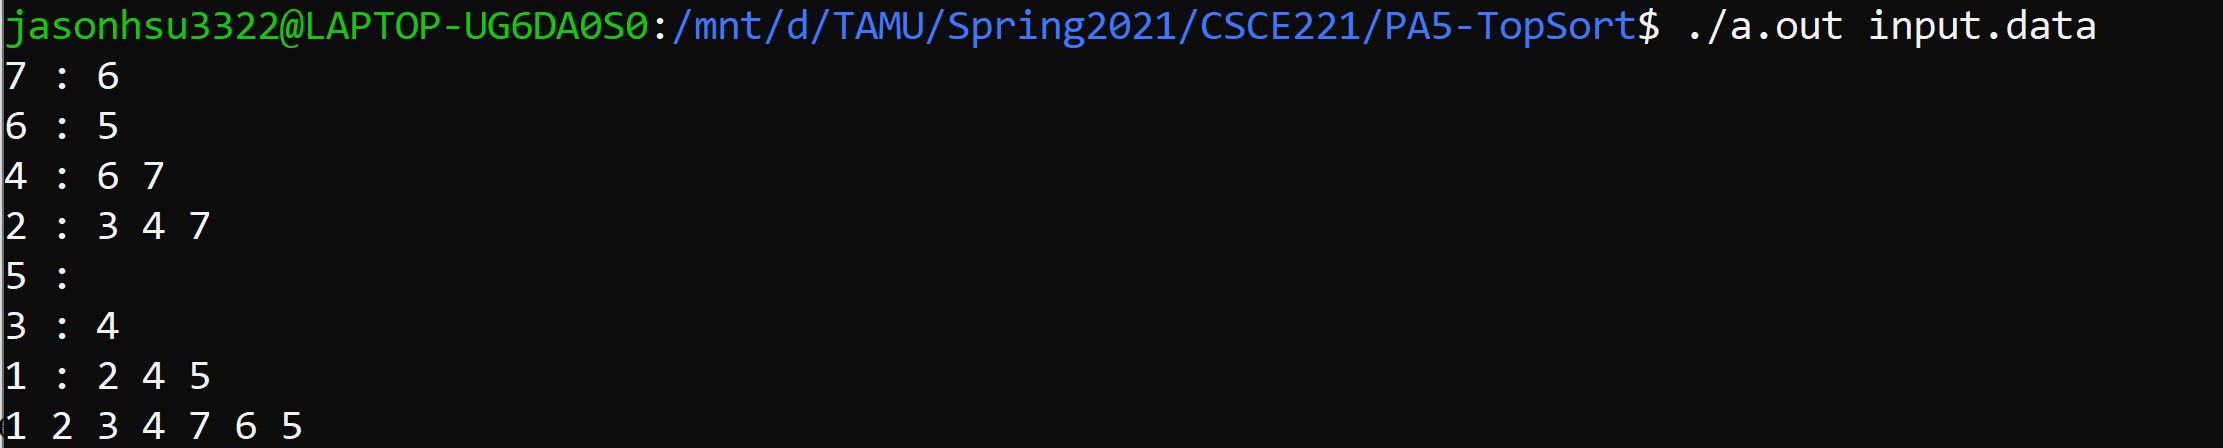 jasonhsu3322@LAPTOP-UG6DA0S0:/mnt/d/TAMU/Spring2021/CSCE221/PA5-TopSort$ ./a.out input.data
7 : 6
6 : 5
4 : 6 7
2 : 3 4 7
5 :
3 : 4
1 : 2 4 5
1 2 3 4 7 6 5